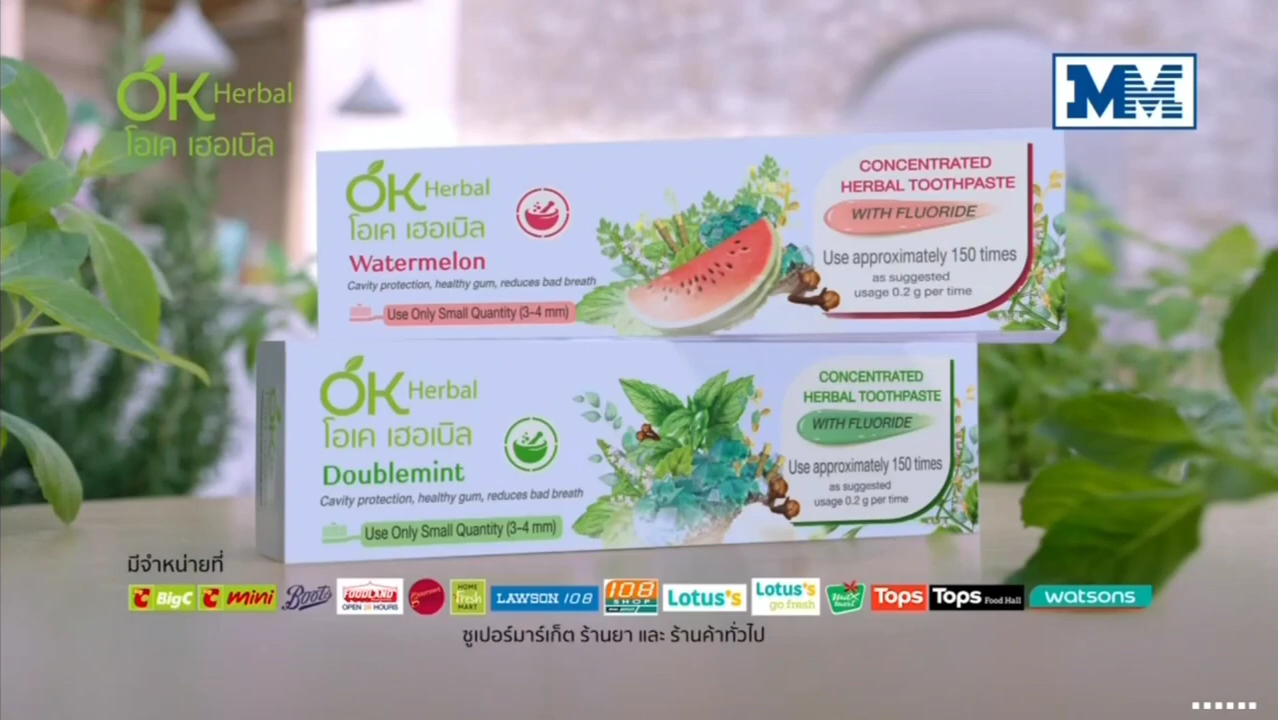 OK Herbal
โอเค เฮอเบิล
MM
OK Herbal
โอเค เฮอเบิล
Watermelon
Cavity protection, healthy gum, reduces bad breath
Use Only Small Quantity (3-4 mm)
CONCENTRATED
HERBAL TOOTHPASTE
WITH FLUORIDE
Use approximately 150 times
as suggested
usage 0.2 g per time
OK Herbal
โอเค เฮอเบิล
Doublemint
Cavity protection, healthy gum, reduces bad breath
Use Only Small Quantity (3-4 mm)
CONCENTRATED
HERBAL TOOTHPASTE
WITH FLUORIDE
Use approximately 150 times
as suggested
usage 0.2 g per time
มีจำหน่ายที่
BigC mini Boots FOODLAND OPEN 24 HOURS Gourmet HOME fresh MART LAWSON 108 108 SHOP Lotus's Lotus's go fresh max mart Tops Tops Food Hall watsons
ซูเปอร์มาร์เก็ต ร้านยา และ ร้านค้าทั่วไป